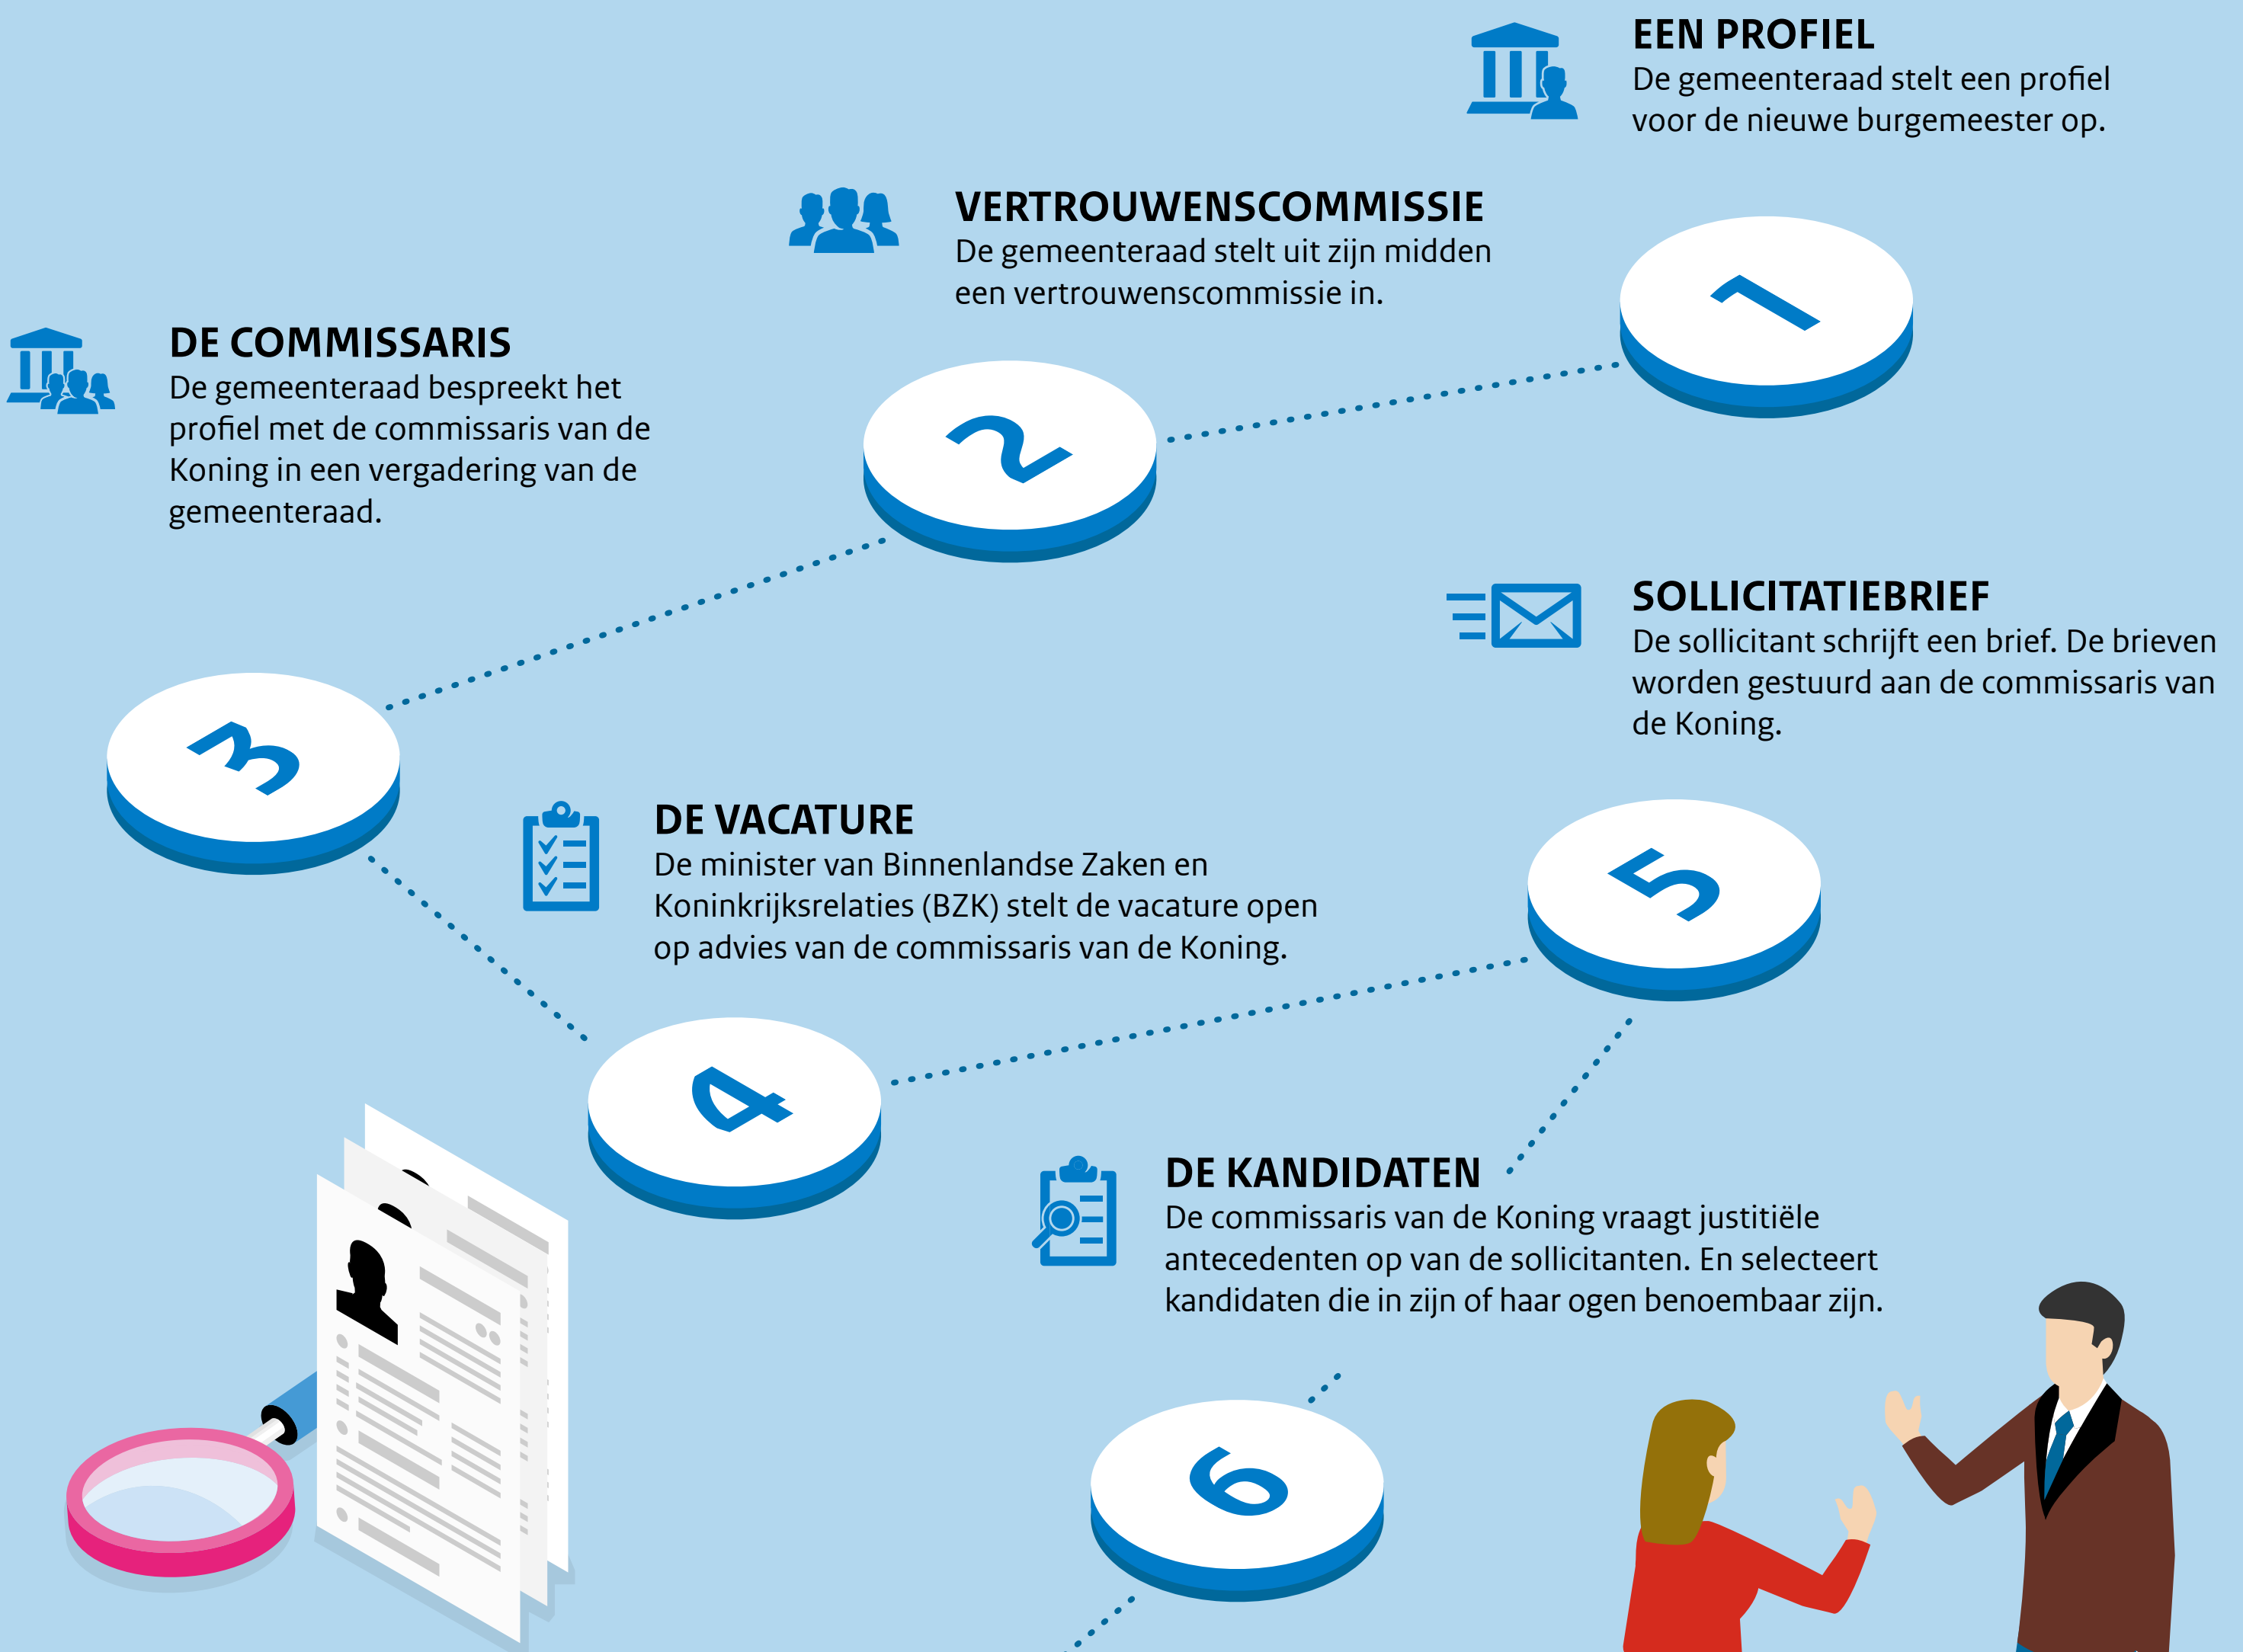 EEN PROFIEL
De gemeenteraad stelt een profiel
voor de nieuwe burgemeester op.
1
VERTROUWENSCOMMISSIE
De gemeenteraad stelt uit zijn midden
een vertrouwenscommissie in.
2
DE COMMISSARIS
De gemeenteraad bespreekt het
profiel met de commissaris van de
Koning in een vergadering van de
gemeenteraad.
3
DE VACATURE
De minister van Binnenlandse Zaken en
Koninkrijksrelaties (BZK) stelt de vacature open
op advies van de commissaris van de Koning.
4
SOLLICITATIEBRIEF
De sollicitant schrijft een brief. De brieven
worden gestuurd aan de commissaris van
de Koning.
5
DE KANDIDATEN
De commissaris van de Koning vraagt justitiële
antecedenten op van de sollicitanten. En selecteert
kandidaten die in zijn of haar ogen benoembaar zijn.
6